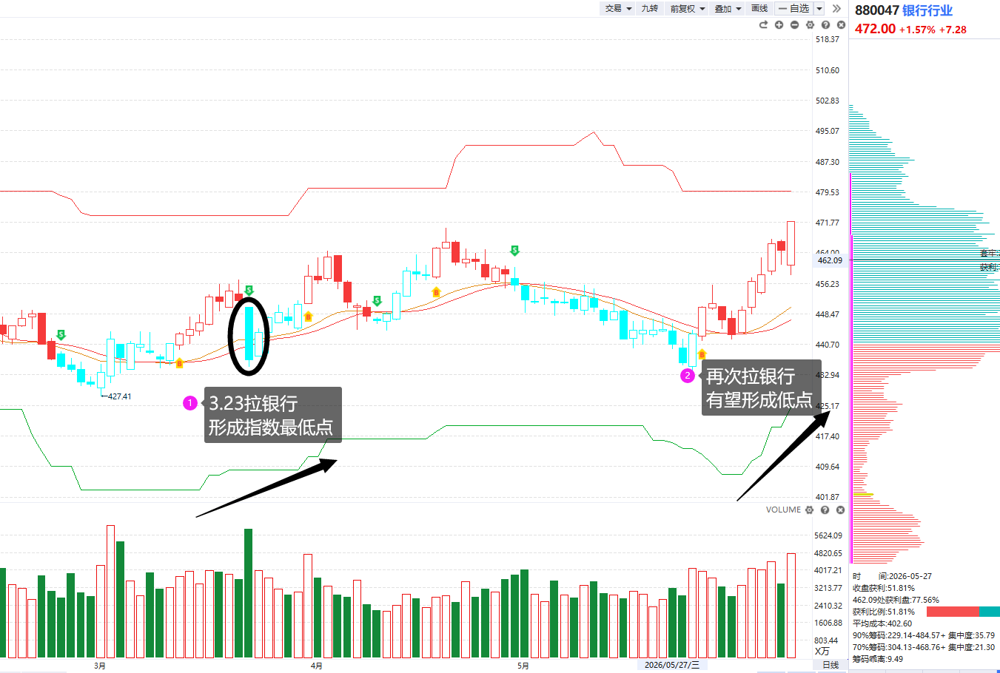 交易 九转 前复权 叠加 画线 一 自选
880047 银行行业
472.00 +1.57% +7.28
518.37
510.60
502.83
495.07
487.30
479.53
471.77
464.00
462.09
456.23
448.47
440.70
432.94
425.17
417.40
409.64
401.87
套牢:
获利:
S
S
S
S
B
B
B
B
←427.41
1
3.23拉银行
形成指数最低点
2
再次拉银行
有望形成低点
VOLUME
5624.09
4820.65
4017.21
3213.77
2410.32
1606.88
803.44
X万
时 间:2026-05-27
收盘获利:51.81%
462.09处获利盘:77.56%
获利比例:51.81%
平均成本:402.60
90%筹码:229.14-484.57+ 集中度:35.79
70%筹码:304.13-468.76+ 集中度:21.30
筹码乖离:9.49
3月
4月
5月
2026/05/27/三
日线